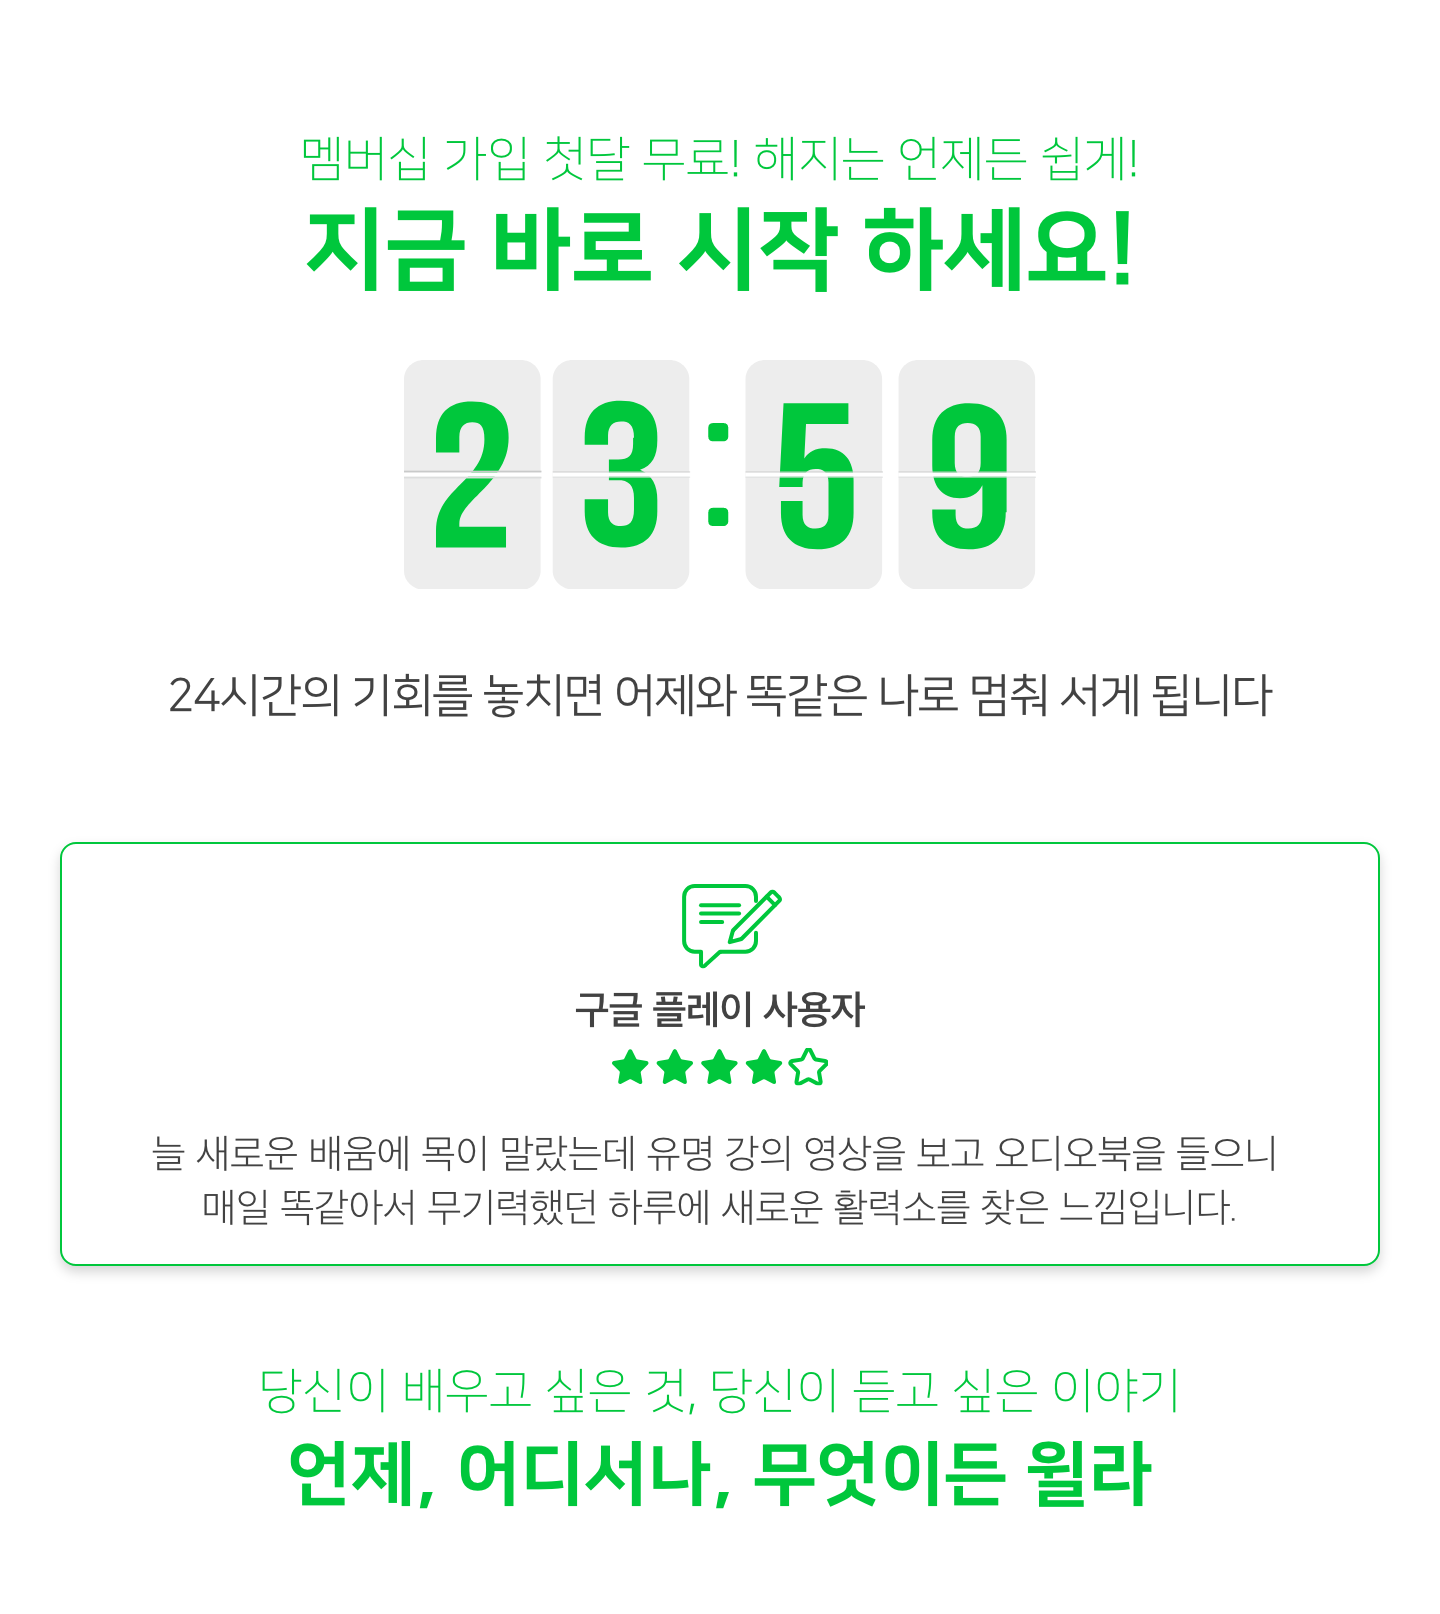 멤버십 가입 첫달 무료! 해지는 언제든 쉽게!
지금 바로 시작 하세요!
23:59
24시간의 기회를 놓치면 어제와 똑같은 나로 멈춰 서게 됩니다
구글 플레이 사용자
늘 새로운 배움에 목이 말랐는데 유명 강의 영상을 보고 오디오북을 들으니
매일 똑같아서 무기력했던 하루에 새로운 활력소를 찾은 느낌입니다.
당신이 배우고 싶은 것, 당신이 듣고 싶은 이야기
언제, 어디서나, 무엇이든 윌라